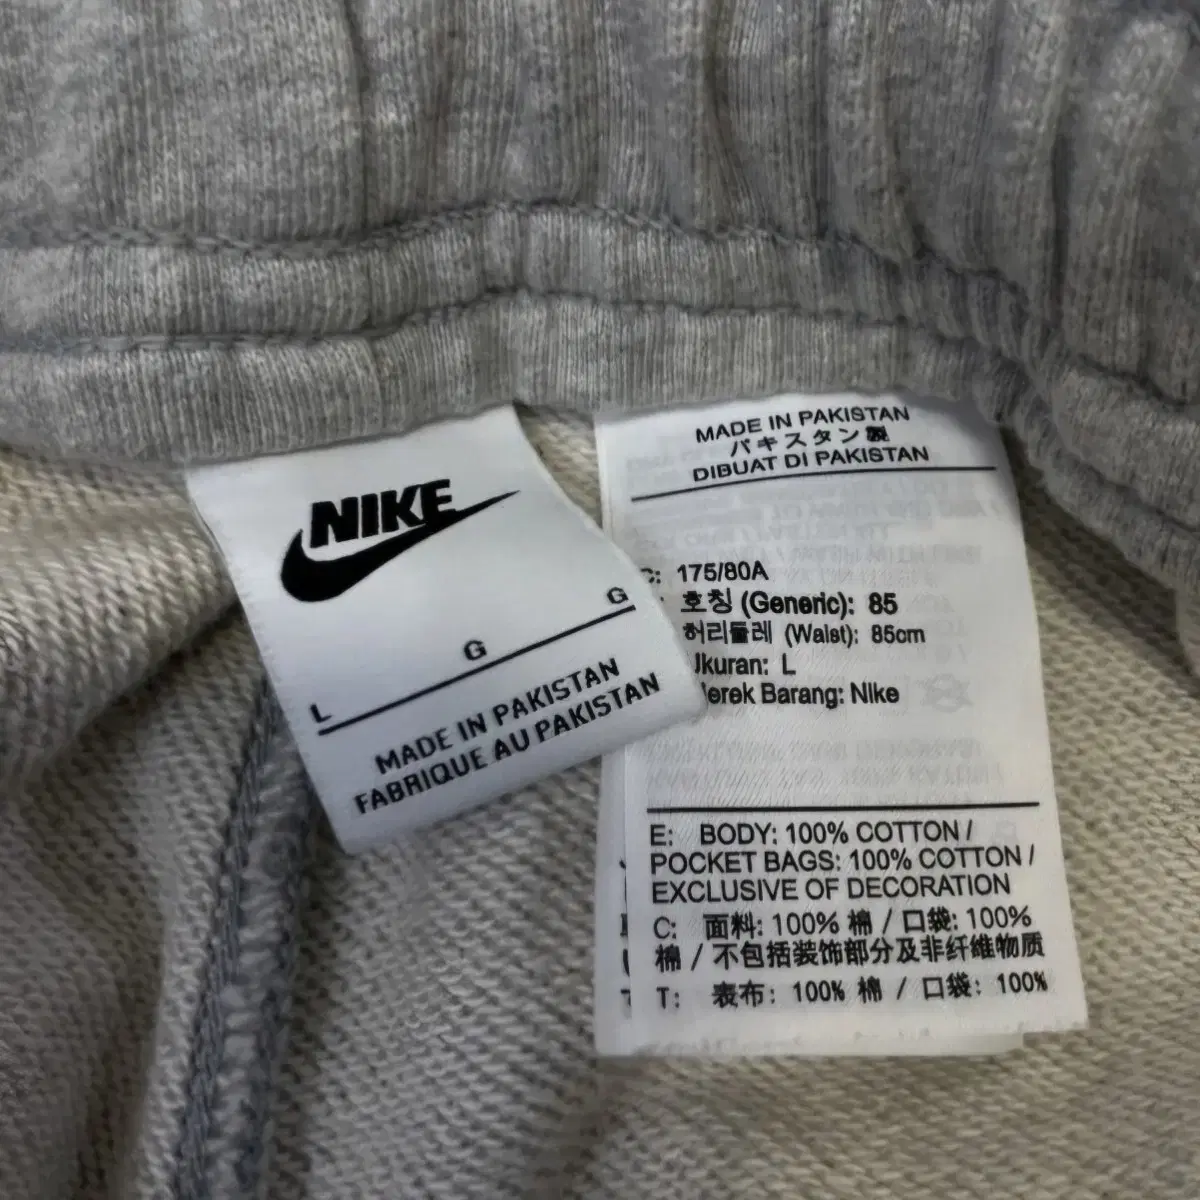 NIKE
L G G
MADE IN PAKISTAN
FABRIQUE AU PAKISTAN
MADE IN PAKISTAN
パキスタン製
DIBUAT DI PAKISTAN
C: 175/80A
호칭 (Generic): 85
허리둘레 (Waist): 85cm
Ukuran: L
Barang: Nike
E: BODY: 100% COTTON /
POCKET BAGS: 100% COTTON /
EXCLUSIVE OF DECORATION
C: 面料: 100% 棉 / 口袋: 100%
棉 / 不包括装饰部分及非纤维物质
T: 表布: 100% 棉 / 口袋: 100%